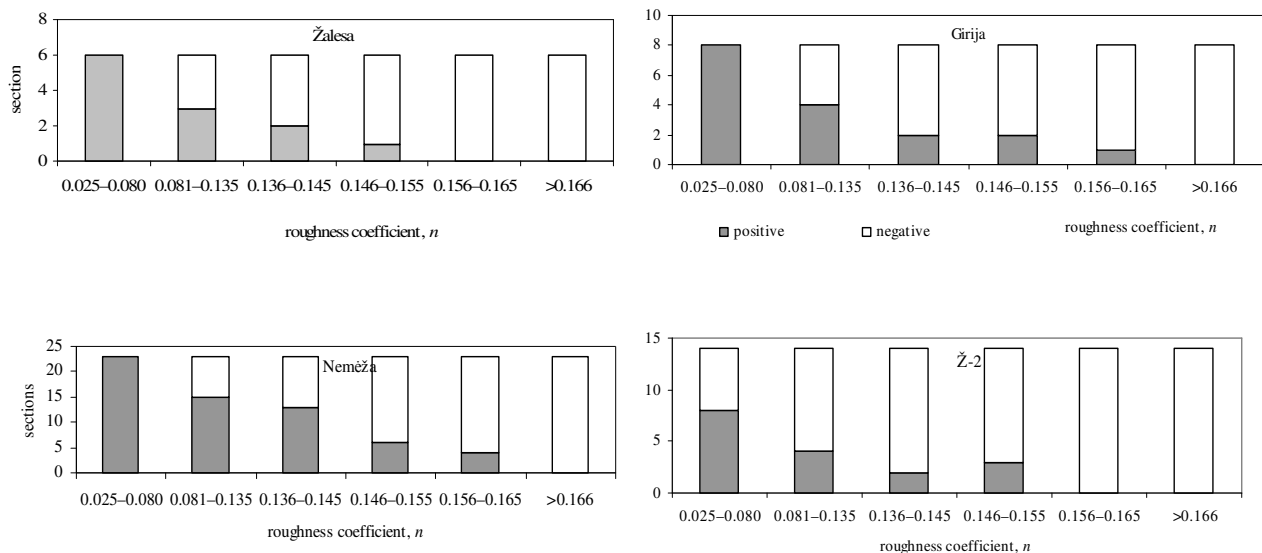 Žalesa
section
8
6
4
2
0
0.025–0.080 0.081–0.135 0.136–0.145 0.146–0.155 0.156–0.165 >0.166
roughness coefficient, n
Girija
10
8
6
4
2
0
0.025–0.080 0.081–0.135 0.136–0.145 0.146–0.155 0.156–0.165 >0.166
roughness coefficient, n
positive negative
Nemėža
sections
25
20
15
10
5
0
0.025–0.080 0.081–0.135 0.136–0.145 0.146–0.155 0.156–0.165 >0.166
roughness coefficient, n
Ž-2
15
10
5
0
0.025–0.080 0.081–0.135 0.136–0.145 0.146–0.155 0.156–0.165 >0.166
roughness coefficient, n